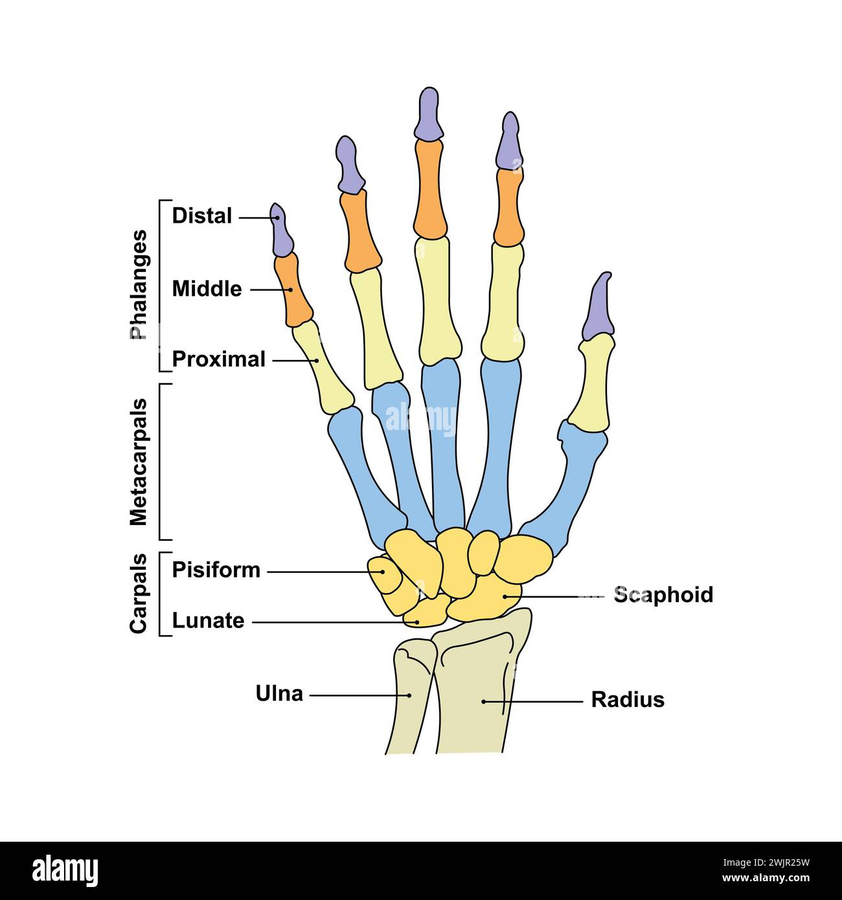 Distal
Phalanges
Middle
Proximal
Metacarpals
Carpals
Pisiform
Scaphoid
Lunate
Ulna
Radius
alamy
alamy
Image ID: 2WJR25W
www.alamy.com